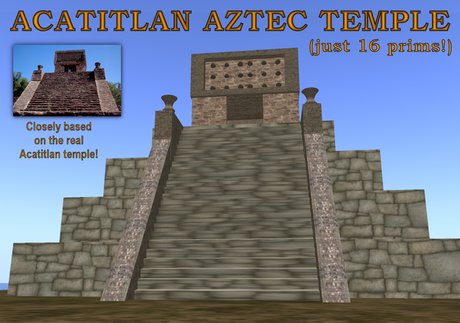 ACATITLAN AZTEC TEMPLE
(just 16 prims!)
Closely based
on the real
Acatitlan temple!